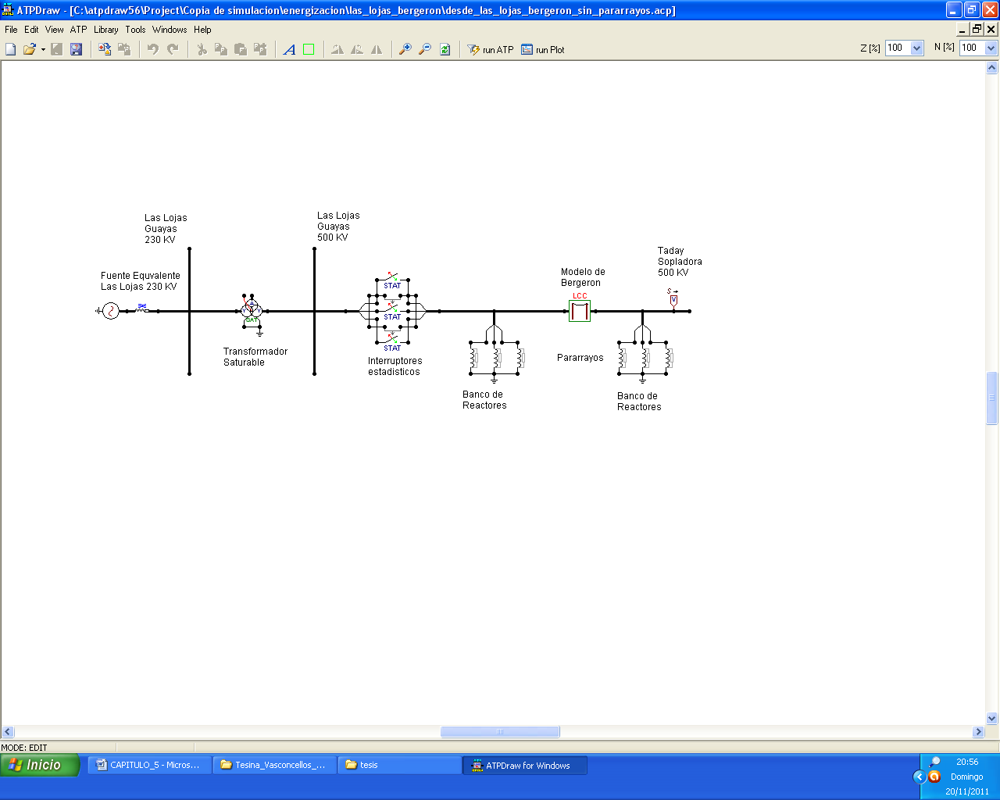 ATPDraw - [C:\atpdraw56\Project\Copia de simulacion\energizacion\las_lojas_bergeron\desde_las_lojas_bergeron_sin_pararrayos.acp]
File Edit View ATP Library Tools Windows Help
run ATP run Plot Z [%] 100 N [%] 100
Las Lojas
Guayas
230 KV
Las Lojas
Guayas
500 KV
Fuente Equvalente
Las Lojas 230 KV
SAT
Transformador
Saturable
STAT
STAT
STAT
Interruptores
estadisticos
Banco de
Reactores
Modelo de
Bergeron
LCC
Pararrayos
Taday
Sopladora
500 KV
S
V
Banco de
Reactores
MODE: EDIT
Inicio
CAPITULO_5 - Micros...
Tesina_Vasconcellos_...
tesis
ATPDraw for Windows
20:56
Domingo
20/11/2011